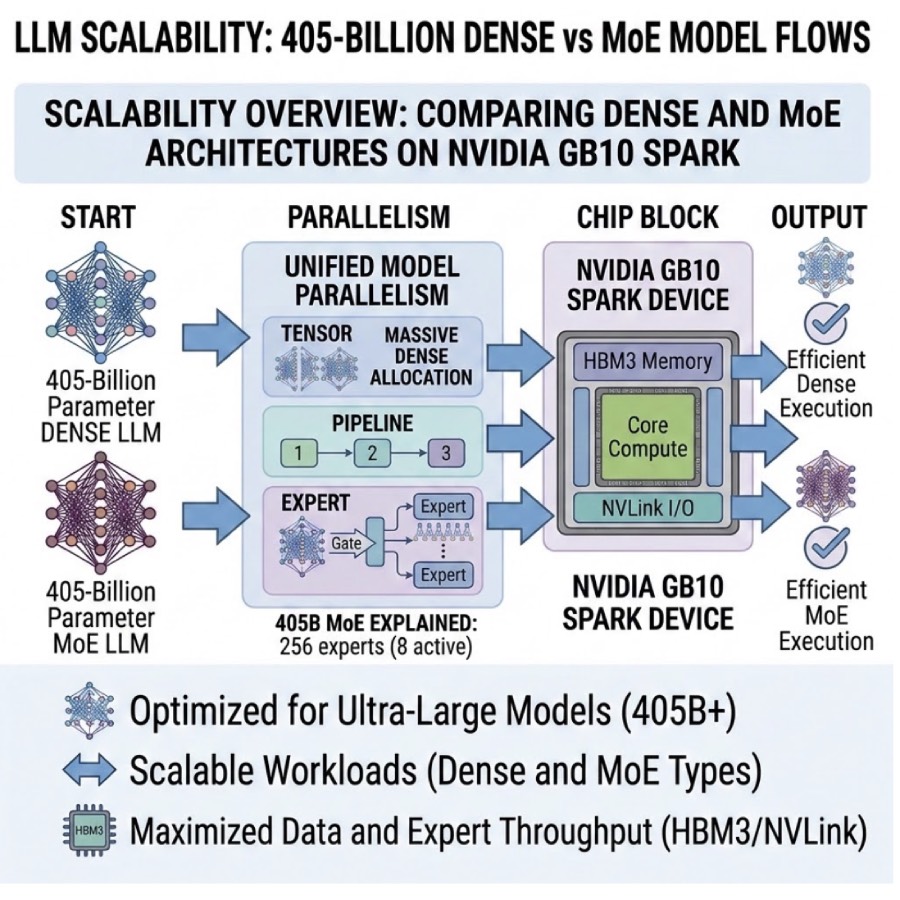 LLM SCALABILITY: 405-BILLION DENSE vs MoE MODEL FLOWS
SCALABILITY OVERVIEW: COMPARING DENSE AND MoE
ARCHITECTURES ON NVIDIA GB10 SPARK
START
PARALLELISM
CHIP BLOCK
OUTPUT
405-Billion
Parameter
DENSE LLM
405-Billion
Parameter
MoE LLM
UNIFIED MODEL
PARALLELISM
TENSOR
MASSIVE
DENSE
ALLOCATION
PIPELINE
1
2
3
EXPERT
Gate
Expert
Expert
405B MoE EXPLAINED:
256 experts (8 active)
NVIDIA GB10
SPARK DEVICE
HBM3 Memory
Core
Compute
NVLink I/O
NVIDIA GB10
SPARK DEVICE
Efficient
Dense
Execution
Efficient
MoE
Execution
Optimized for Ultra-Large Models (405B+)
Scalable Workloads (Dense and MoE Types)
HBM3
Maximized Data and Expert Throughput (HBM3/NVLink)